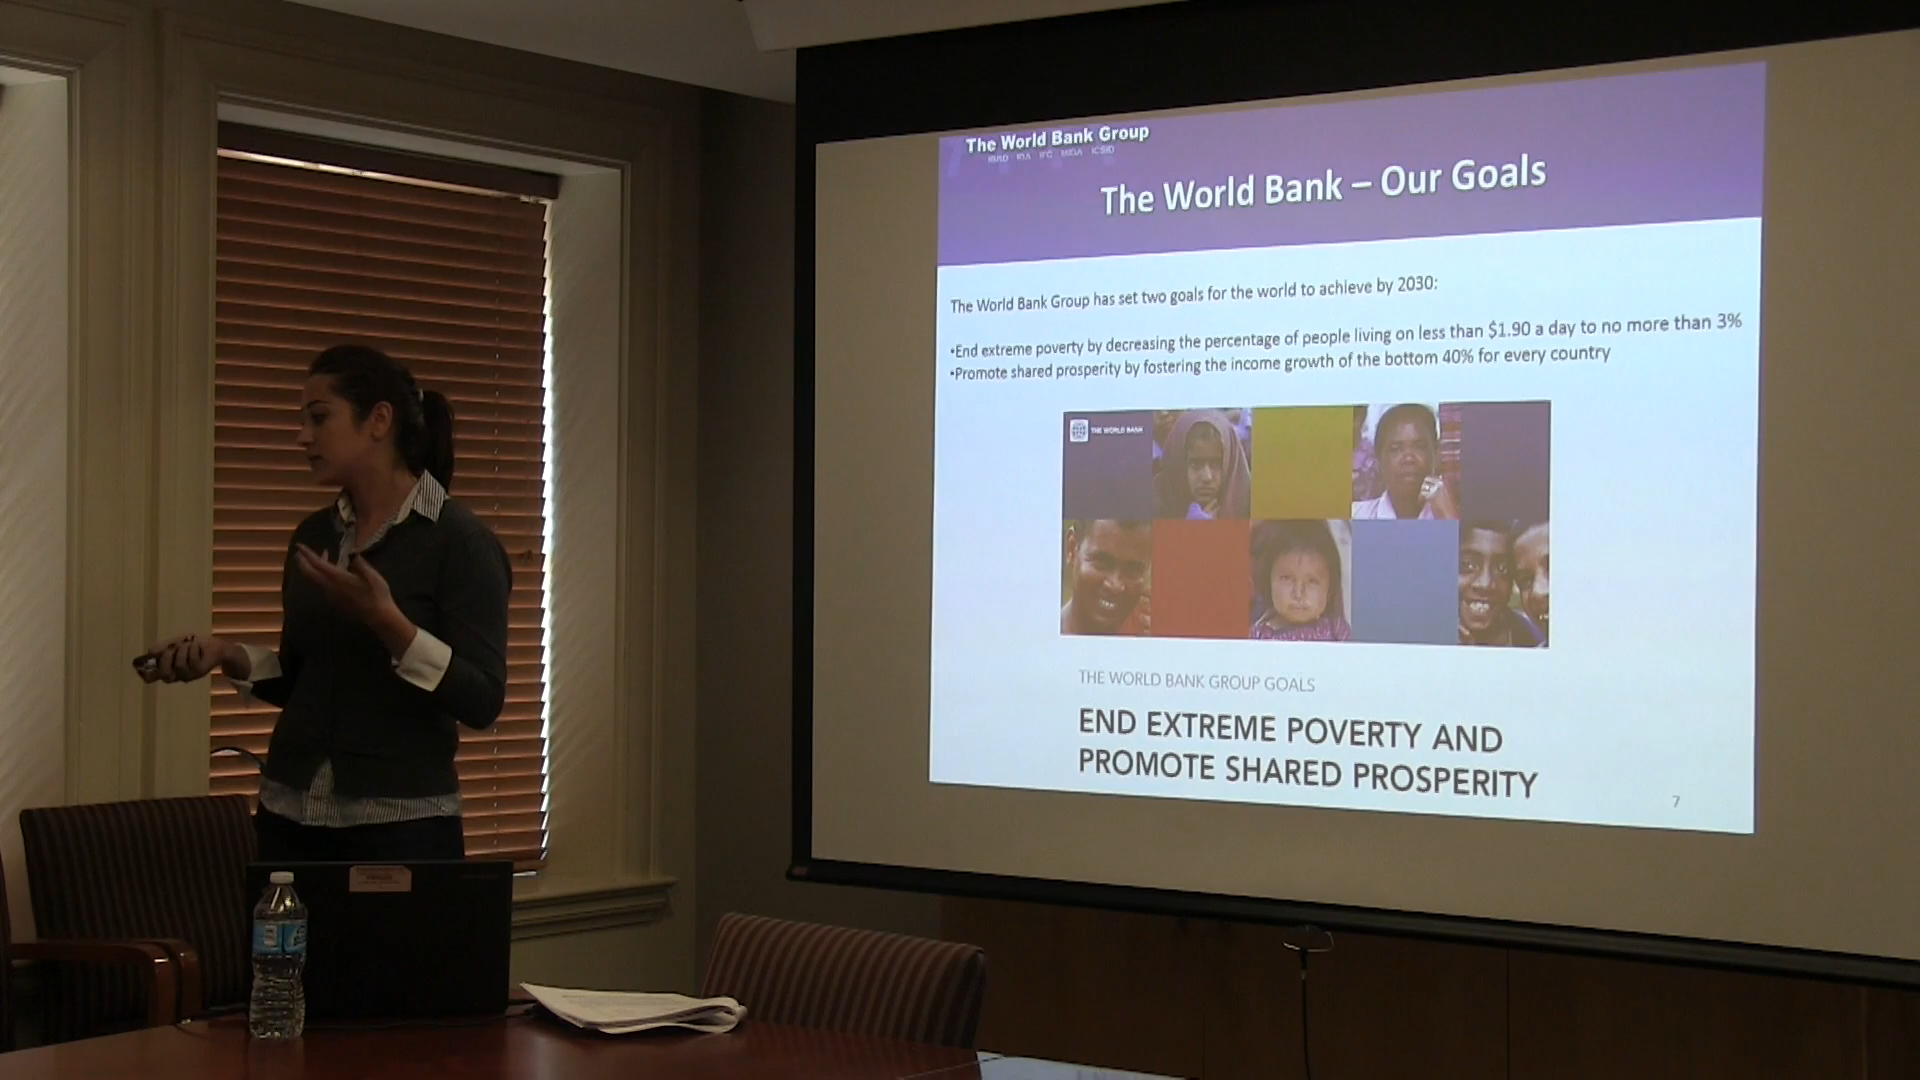 The World Bank Group
IBRD IDA IFC MIGA ICSID
The World Bank – Our Goals
The World Bank Group has set two goals for the world to achieve by 2030:
•End extreme poverty by decreasing the percentage of people living on less than $1.90 a day to no more than 3%
•Promote shared prosperity by fostering the income growth of the bottom 40% for every country
THE WORLD BANK
THE WORLD BANK GROUP GOALS
END EXTREME POVERTY AND
PROMOTE SHARED PROSPERITY
7